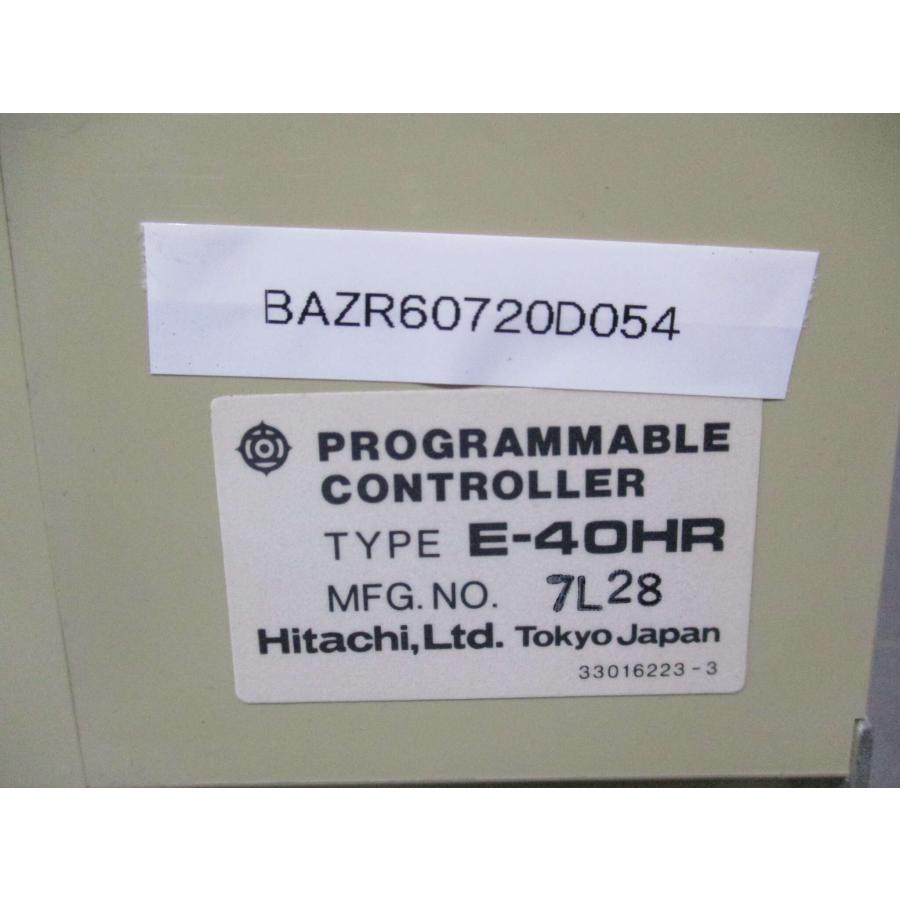 BAZR60720D054
PROGRAMMABLE
CONTROLLER
TYPE E-40HR
MFG. NO. 7L28
Hitachi, Ltd. Tokyo Japan
33016223-3